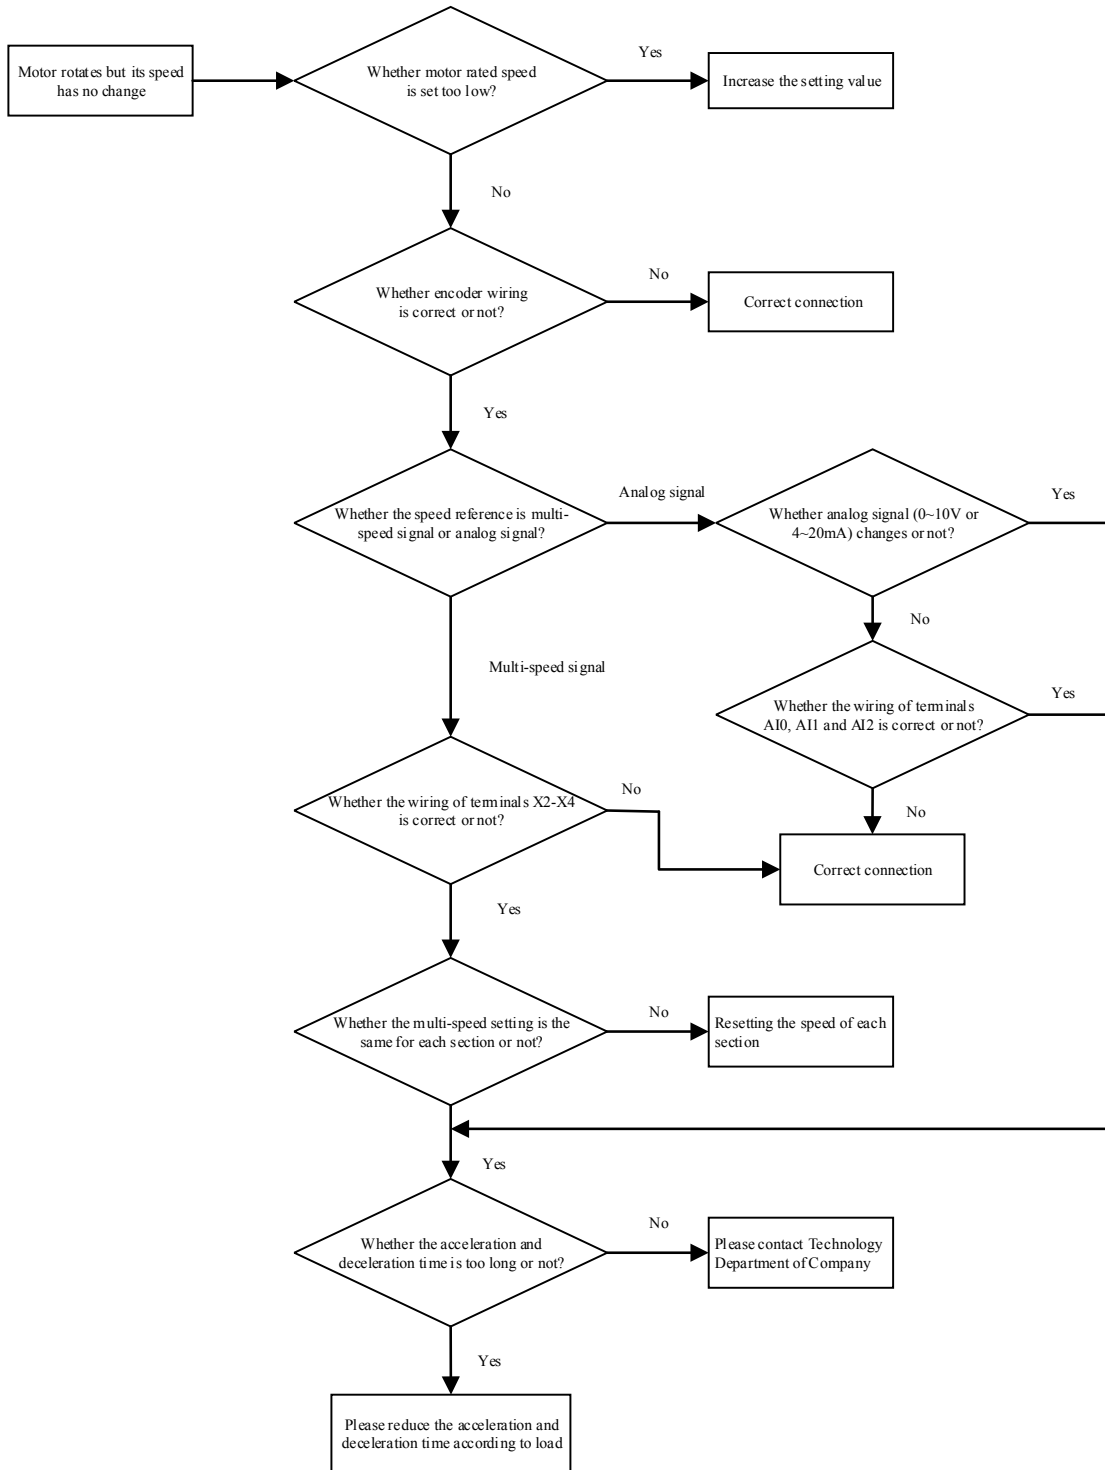 Motor rotates but its speed
has no change
Whether motor rated speed
is set too low?
Yes
Increase the setting value
No
Whether encoder wiring
is correct or not?
No
Correct connection
Yes
Whether the speed reference is multi-
speed signal or analog signal?
Analog signal
Whether analog signal (0~10V or
4~20mA) changes or not?
Yes
No
Multi-speed signal
Whether the wiring of terminals
AI0, AI1 and AI2 is correct or not?
Yes
No
Whether the wiring of terminals X2-X4
is correct or not?
No
Correct connection
Yes
Whether the multi-speed setting is the
same for each section or not?
No
Resetting the speed of each
section
Yes
Whether the acceleration and
deceleration time is too long or not?
No
Please contact Technology
Department of Company
Yes
Please reduce the acceleration and
deceleration time according to load